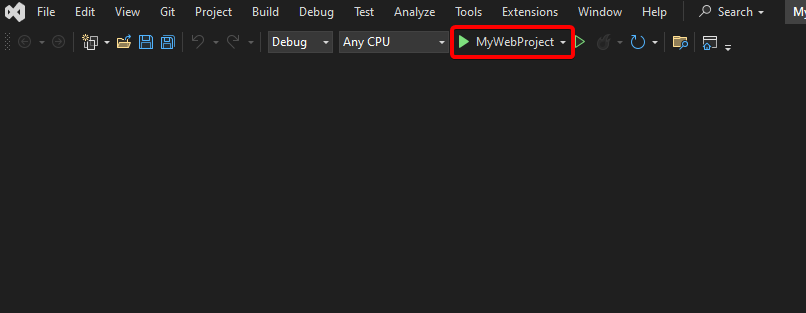 File Edit View Git Project Build Debug Test Analyze Tools Extensions Window Help Search My
Debug Any CPU MyWebProject